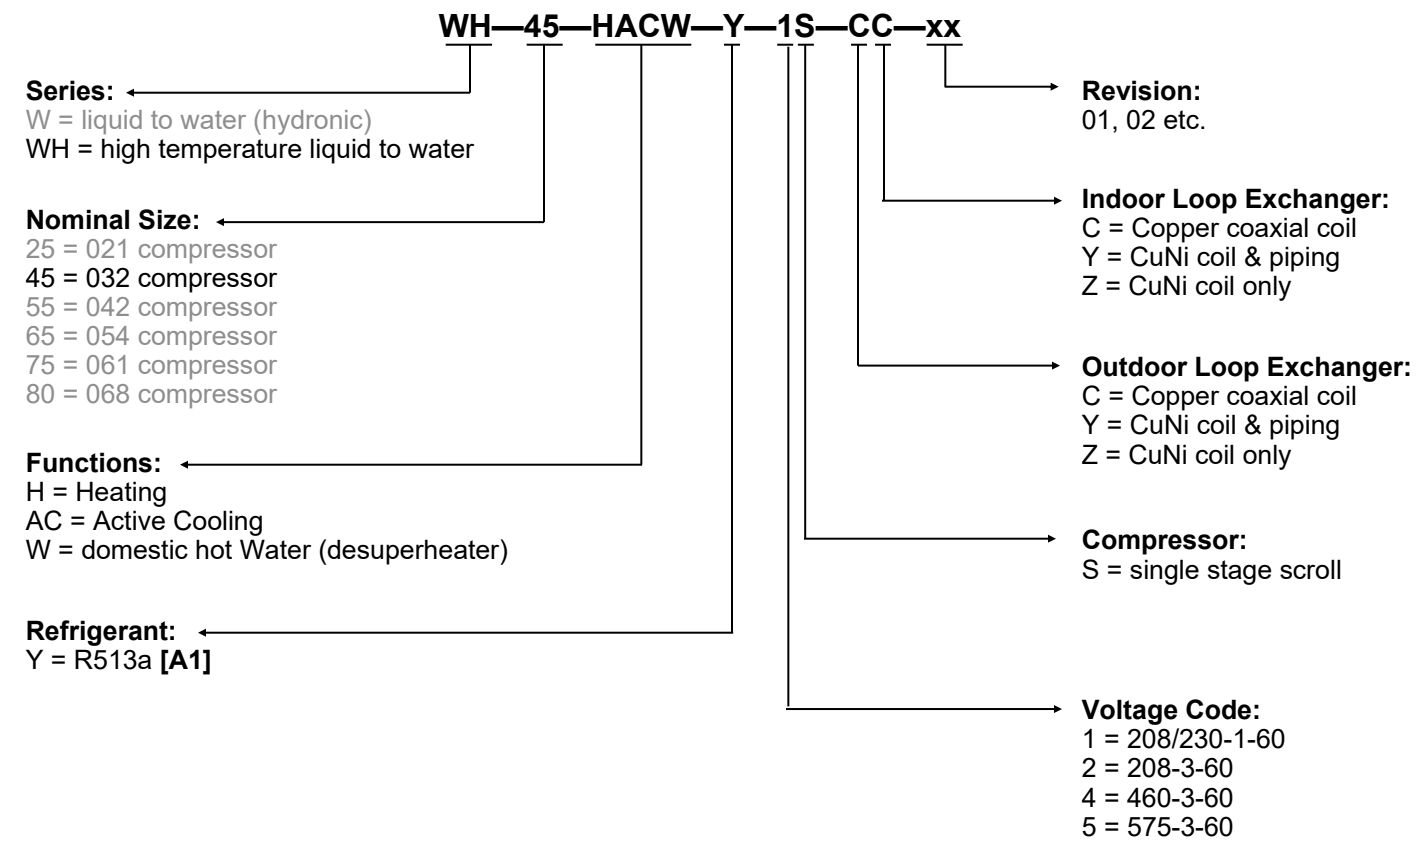 WH—45—HACW—Y—1S—CC—xx
Series:
W = liquid to water (hydronic)
WH = high temperature liquid to water
Nominal Size:
25 = 021 compressor
45 = 032 compressor
55 = 042 compressor
65 = 054 compressor
75 = 061 compressor
80 = 068 compressor
Functions:
H = Heating
AC = Active Cooling
W = domestic hot Water (desuperheater)
Refrigerant:
Y = R513a [A1]
Revision:
01, 02 etc.
Indoor Loop Exchanger:
C = Copper coaxial coil
Y = CuNi coil & piping
Z = CuNi coil only
Outdoor Loop Exchanger:
C = Copper coaxial coil
Y = CuNi coil & piping
Z = CuNi coil only
Compressor:
S = single stage scroll
Voltage Code:
1 = 208/230-1-60
2 = 208-3-60
4 = 460-3-60
5 = 575-3-60